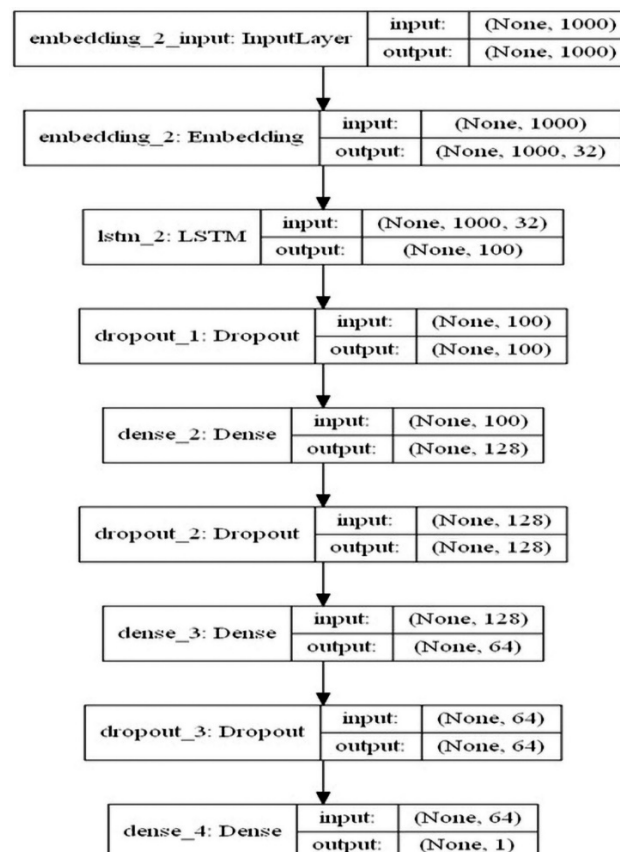 embedding_2_input: InputLayer input: (None, 1000)
output: (None, 1000)
embedding_2: Embedding input: (None, 1000)
output: (None, 1000, 32)
lstm_2: LSTM input: (None, 1000, 32)
output: (None, 100)
dropout_1: Dropout input: (None, 100)
output: (None, 100)
dense_2: Dense input: (None, 100)
output: (None, 128)
dropout_2: Dropout input: (None, 128)
output: (None, 128)
dense_3: Dense input: (None, 128)
output: (None, 64)
dropout_3: Dropout input: (None, 64)
output: (None, 64)
dense_4: Dense input: (None, 64)
output: (None, 1)